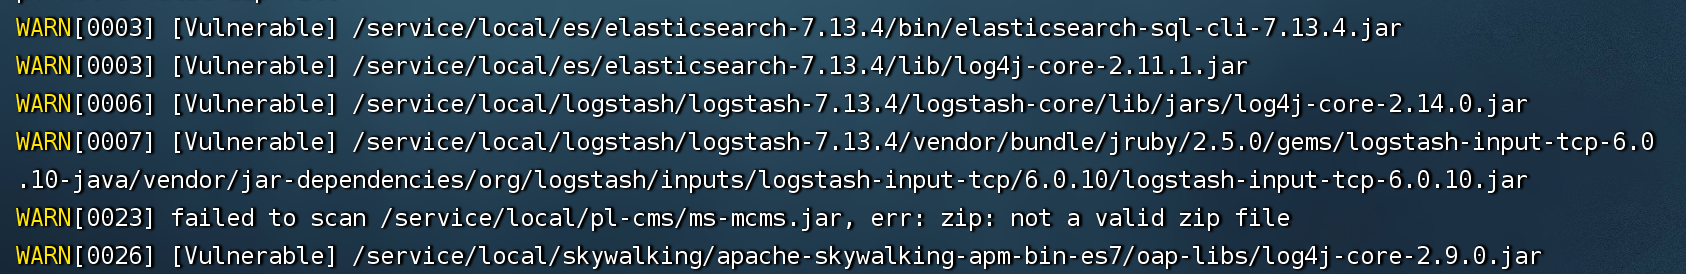 WARN[0003] [Vulnerable] /service/local/es/elasticsearch-7.13.4/bin/elasticsearch-sql-cli-7.13.4.jar
WARN[0003] [Vulnerable] /service/local/es/elasticsearch-7.13.4/lib/log4j-core-2.11.1.jar
WARN[0006] [Vulnerable] /service/local/logstash/logstash-7.13.4/logstash-core/lib/jars/log4j-core-2.14.0.jar
WARN[0007] [Vulnerable] /service/local/logstash/logstash-7.13.4/vendor/bundle/jruby/2.5.0/gems/logstash-input-tcp-6.0
.10-java/vendor/jar-dependencies/org/logstash/inputs/logstash-input-tcp/6.0.10/logstash-input-tcp-6.0.10.jar
WARN[0023] failed to scan /service/local/pl-cms/ms-mcms.jar, err: zip: not a valid zip file
WARN[0026] [Vulnerable] /service/local/skywalking/apache-skywalking-apm-bin-es7/oap-libs/log4j-core-2.9.0.jar